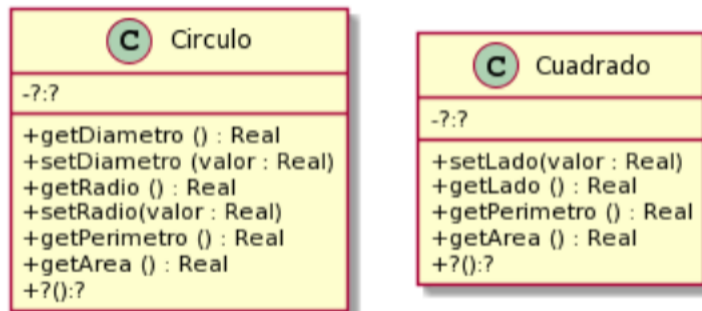 C Circulo
-?:?
+getDiametro () : Real
+setDiametro (valor : Real)
+getRadio () : Real
+setRadio(valor : Real)
+getPerimetro () : Real
+getArea () : Real
+?():?
C Cuadrado
-?:?
+setLado(valor : Real)
+getLado () : Real
+getPerimetro () : Real
+getArea () : Real
+?():?